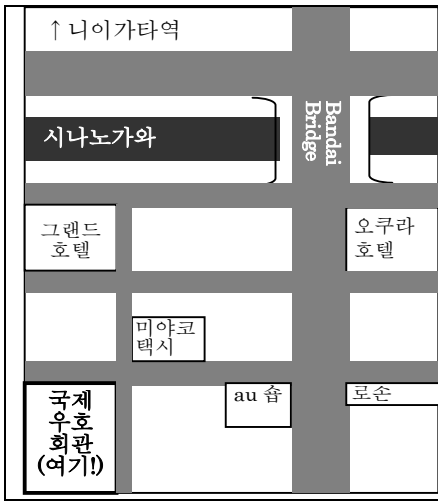 ↑니이가타역
Bandai
Bridge
시나노가와
그랜드
호텔
오쿠라
호텔
미야코
택시
국제
우호
회관
(여기!)
au 숍
로손